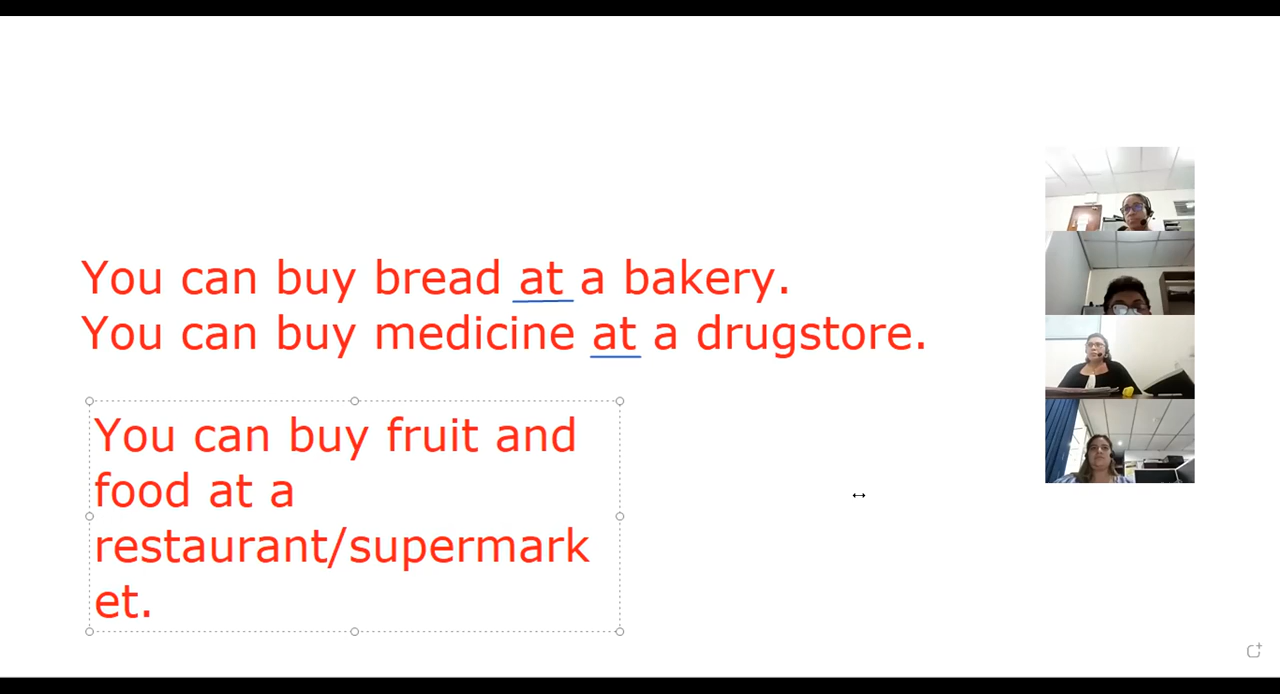 You can buy bread at a bakery.
You can buy medicine at a drugstore.
You can buy fruit and
food at a
restaurant/supermark
et.